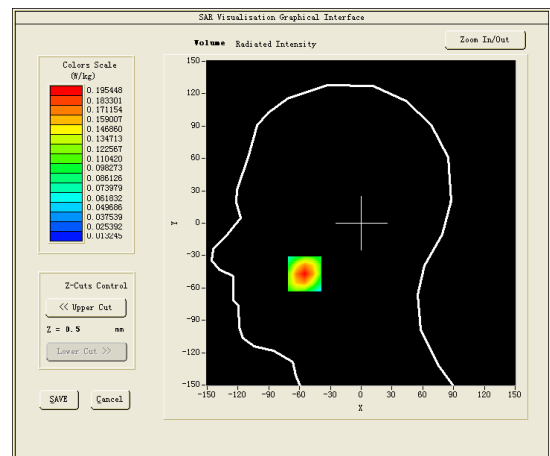 SAR Visualisation Graphical Interface
Volume Radiated Intensity
Zoom In/Out
Colors Scale
(W/kg)
0.195448
0.183301
0.171154
0.159007
0.146860
0.134713
0.122567
0.110420
0.098273
0.086126
0.073979
0.061832
0.049686
0.037539
0.025392
0.013245
Z-Cuts Control
<< Upper Cut
Z = 0.5 mm
Lower Cut >>
SAVE Cancel
150
120
90
60
30
0
-30
-60
-90
-120
-150
Y
-150 -120 -90 -60 -30 0 30 60 90 120 150
X